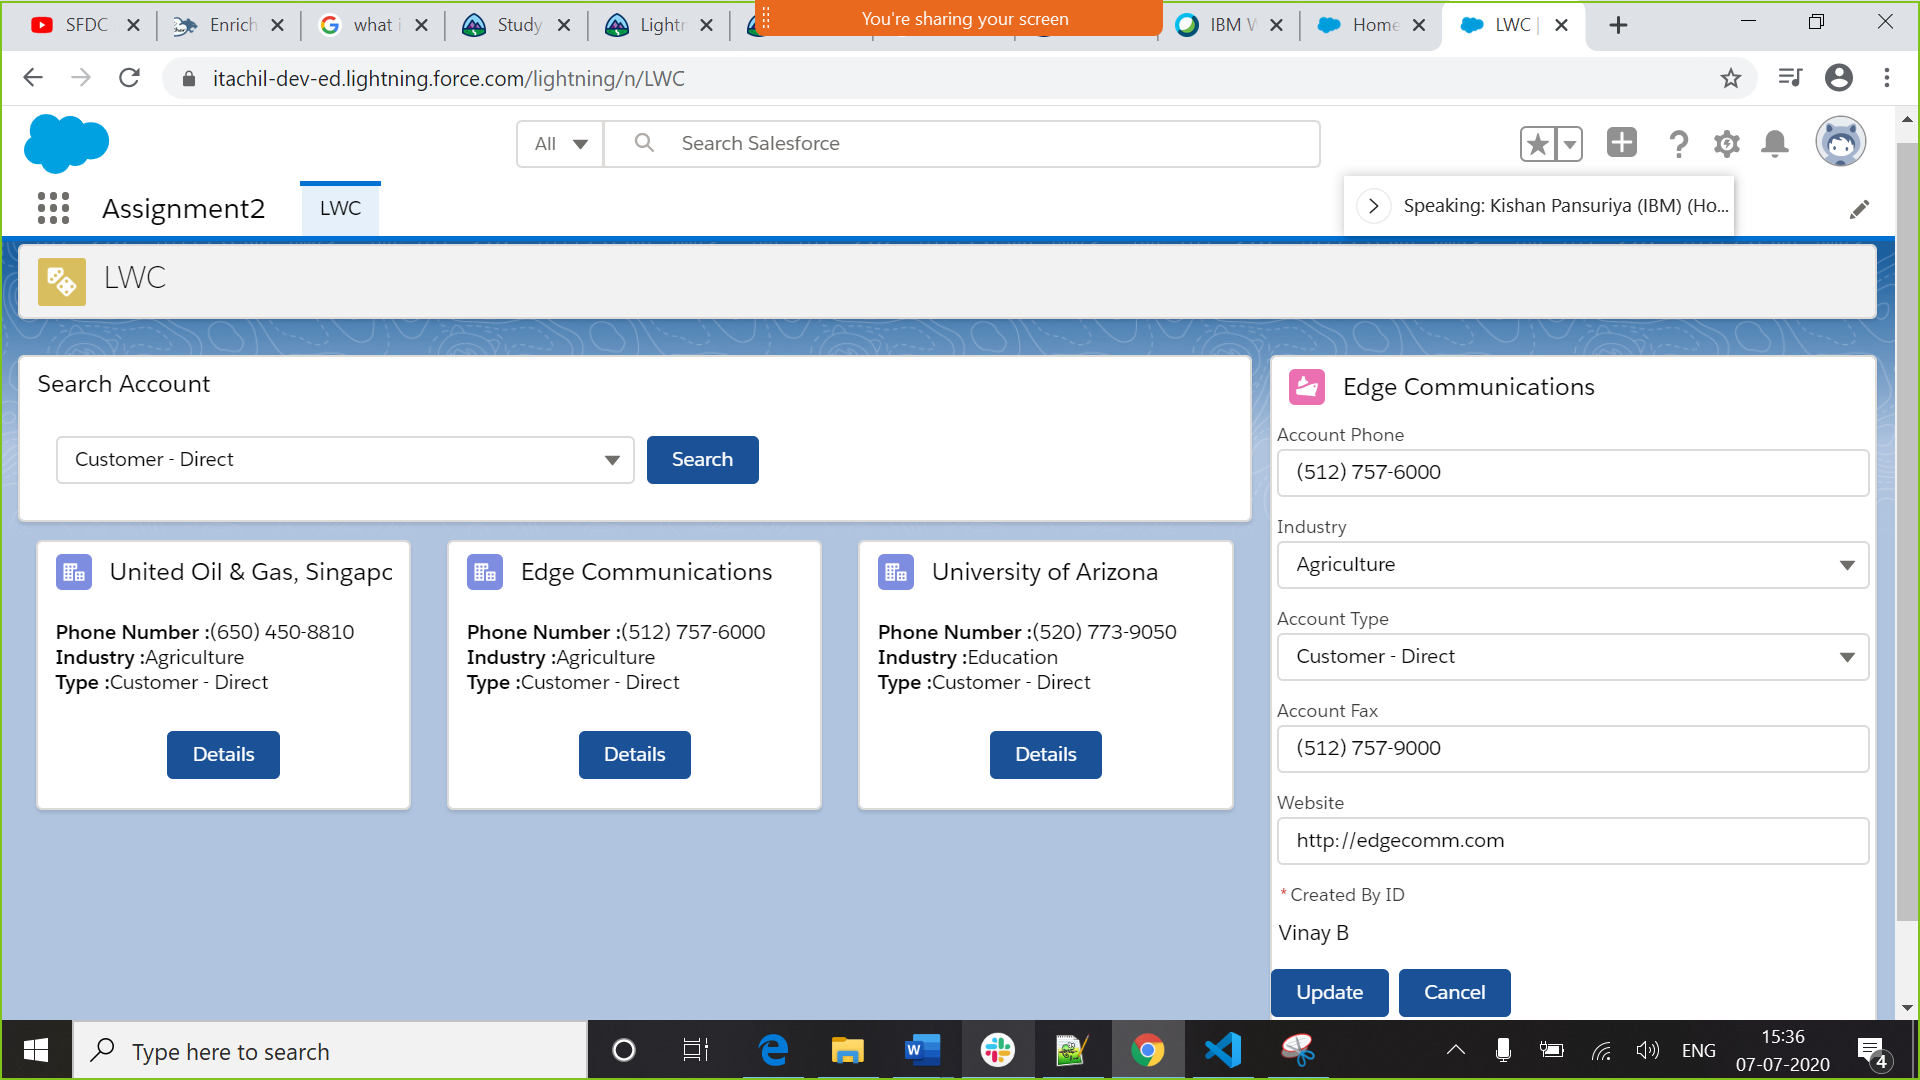 You're sharing your screen
SFDC
Enrich
what i
Study
Lightn
IBM W
Home
LWC |
itachil-dev-ed.lightning.force.com/lightning/n/LWC
All
Search Salesforce
Assignment2
LWC
Speaking: Kishan Pansuriya (IBM) (Ho...
LWC
Search Account
Customer - Direct
Search
United Oil & Gas, Singapo
Phone Number :(650) 450-8810
Industry :Agriculture
Type :Customer - Direct
Details
Edge Communications
Phone Number :(512) 757-6000
Industry :Agriculture
Type :Customer - Direct
Details
University of Arizona
Phone Number :(520) 773-9050
Industry :Education
Type :Customer - Direct
Details
Edge Communications
Account Phone
(512) 757-6000
Industry
Agriculture
Account Type
Customer - Direct
Account Fax
(512) 757-9000
Website
http://edgecomm.com
* Created By ID
Vinay B
Update
Cancel
Type here to search
ENG
15:36
07-07-2020
4